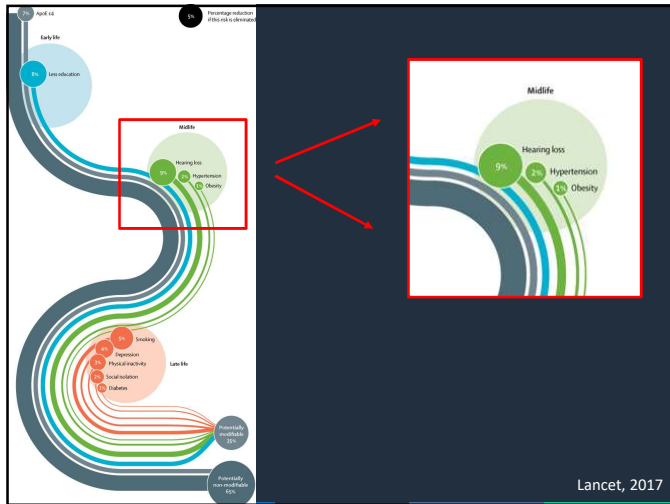 7%
ApoE ε4
5%
Percentage reduction
if this risk is eliminated
Early life
8%
Less education
Midlife
Hearing loss
9%
2%
Hypertension
1%
Obesity
5%
Smoking
4%
Depression
3%
Physical inactivity
Late life
2%
Social isolation
1%
Diabetes
Potentially
modifiable
35%
Potentially
non-modifiable
65%
Midlife
Hearing loss
9%
2%
Hypertension
1%
Obesity
Lancet, 2017